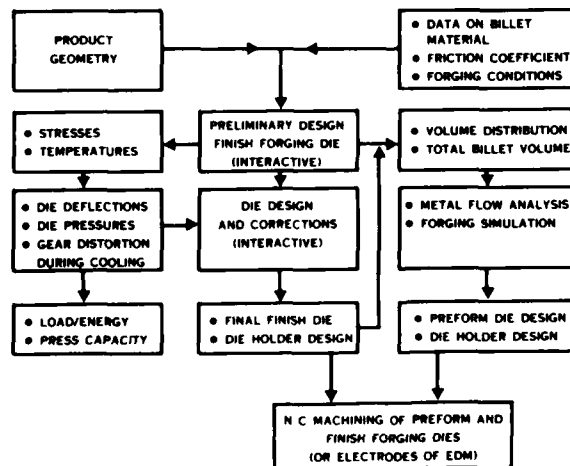 PRODUCT
GEOMETRY
● DATA ON BILLET
MATERIAL
● FRICTION COEFFICIENT
● FORGING CONDITIONS
● STRESSES
● TEMPERATURES
PRELIMINARY DESIGN
FINISH FORGING DIE
(INTERACTIVE)
● VOLUME DISTRIBUTION
● TOTAL BILLET VOLUME
● DIE DEFLECTIONS
● DIE PRESSURES
● GEAR DISTORTION
DURING COOLING
DIE DESIGN
AND CORRECTIONS
(INTERACTIVE)
● METAL FLOW ANALYSIS
● FORGING SIMULATION
● LOAD/ENERGY
● PRESS CAPACITY
● FINAL FINISH DIE
● DIE HOLDER DESIGN
● PREFORM DIE DESIGN
● DIE HOLDER DESIGN
N C MACHINING OF PREFORM AND
FINISH FORGING DIES
(OR ELECTRODES OF EDM)